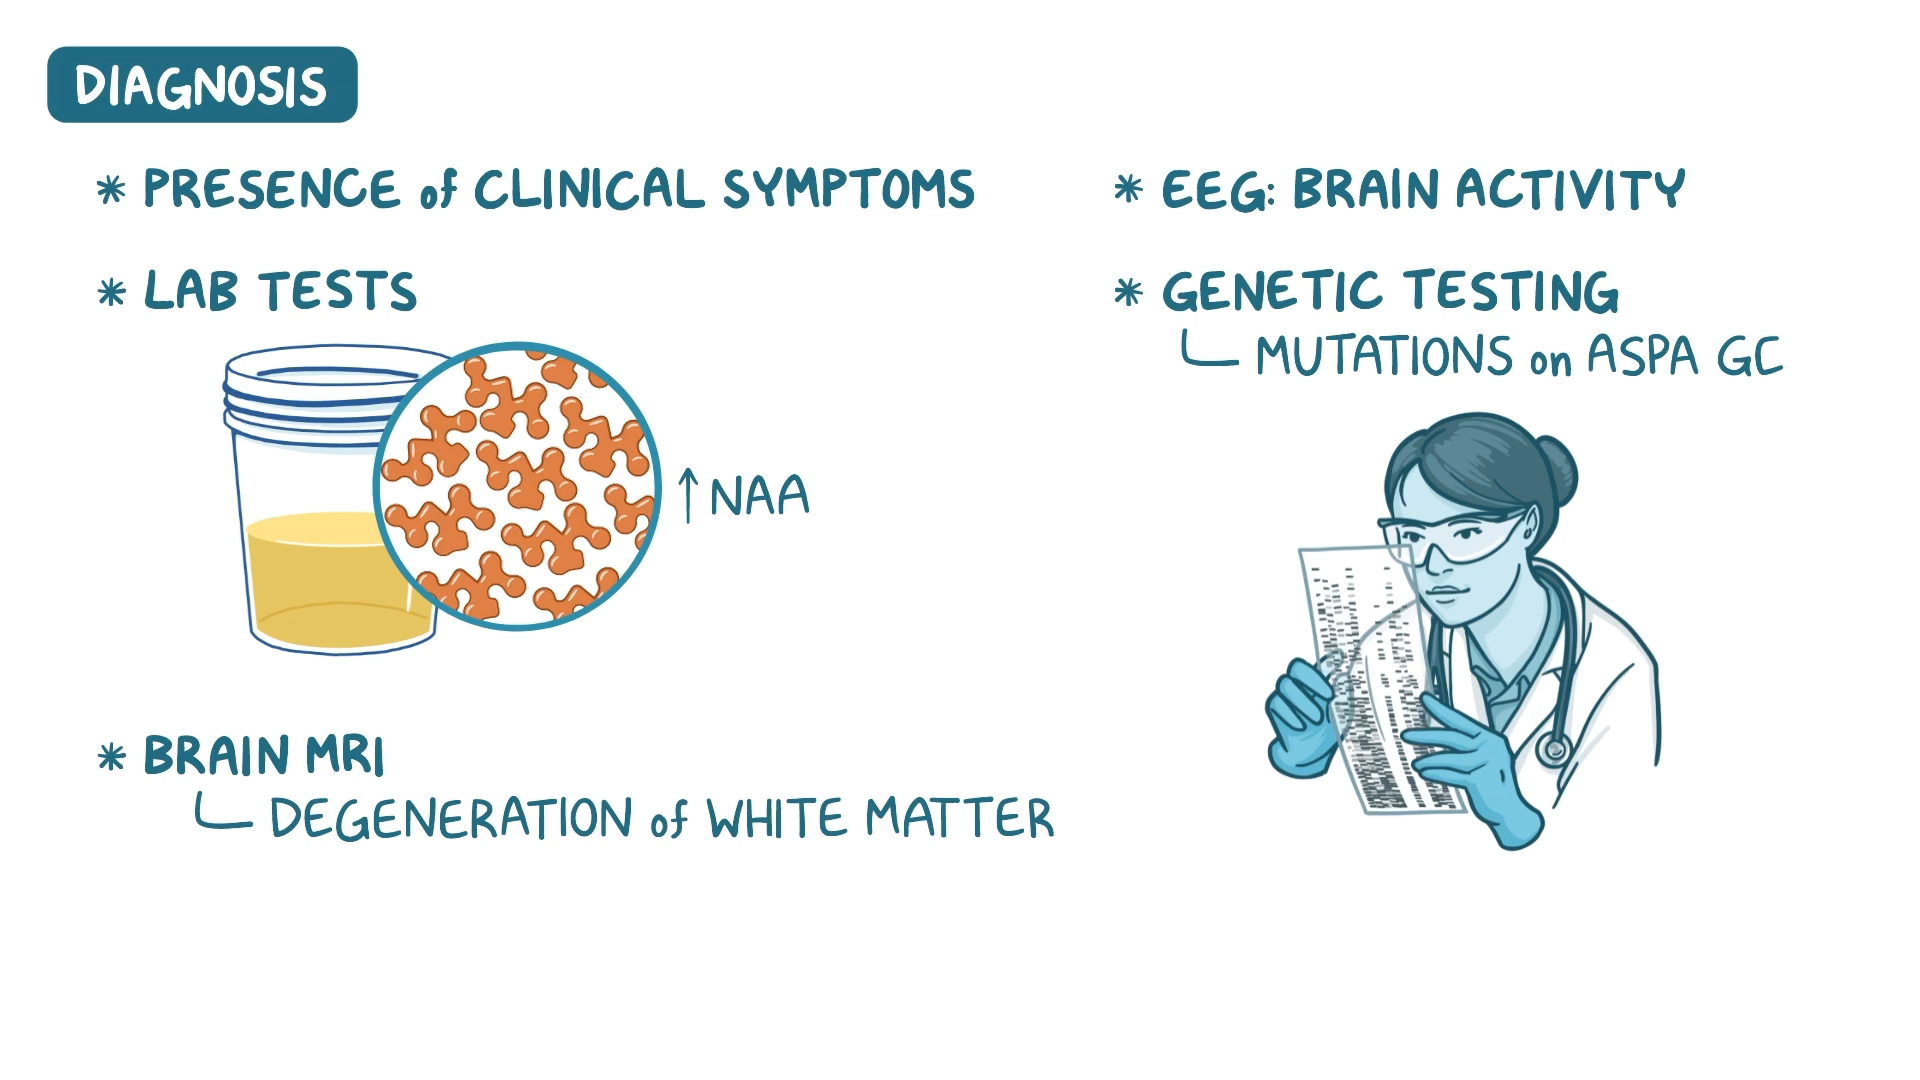 DIAGNOSIS
* PRESENCE of CLINICAL SYMPTOMS
* LAB TESTS
↑ NAA
* BRAIN MRI
DEGENERATION of WHITE MATTER
* EEG: BRAIN ACTIVITY
* GENETIC TESTING
MUTATIONS on ASPA GC